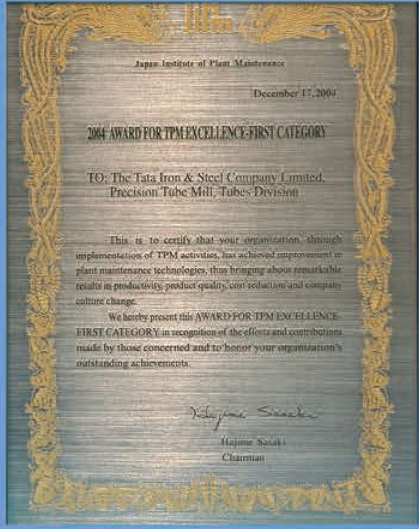 Japan Institute of Plant Maintenance
December 17, 2004
2004 AWARD FOR TPM EXCELLENCE-FIRST CATEGORY
TO: The Tata Iron & Steel Company Limited,
Precision Tube Mill, Tubes Division
This is to certify that your organization, through
implementation of TPM activities, has achieved improvement in
plant maintenance technologies, thus bringing about remarkable
results in productivity, product quality, cost reduction and company
culture change.
We hereby present this AWARD FOR TPM EXCELLENCE-
FIRST CATEGORY in recognition of the efforts and contributions
made by those concerned and to honor your organization's
outstanding achievements.
Hajime Sasaki
Hajime Sasaki
Chairman